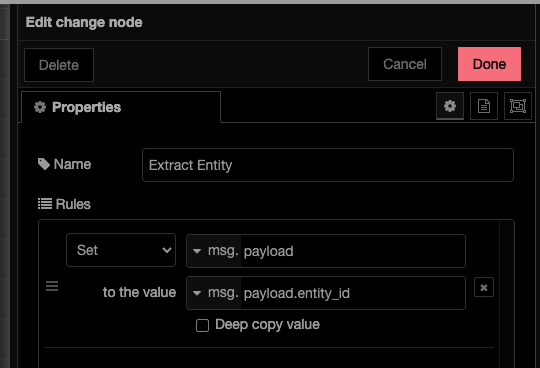 Edit change node
Delete Cancel Done
Properties
Name Extract Entity
Rules
Set msg. payload
to the value msg. payload.entity_id
Deep copy value